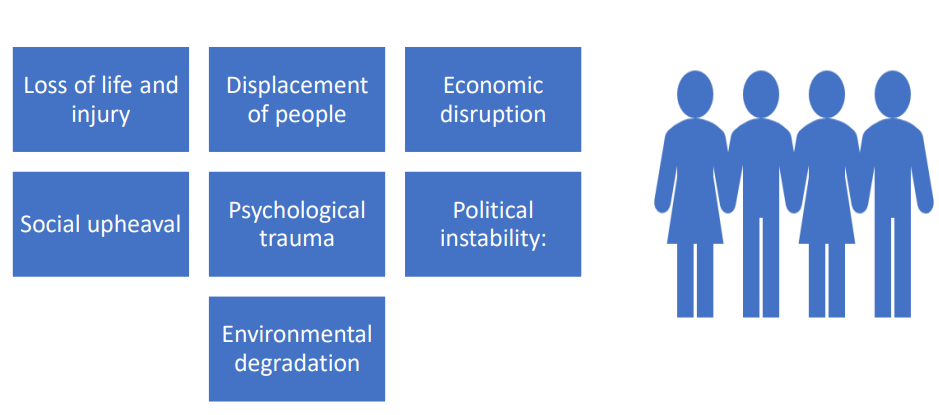 Loss of life and
injury
Displacement
of people
Economic
disruption
Social upheaval
Psychological
trauma
Political
instability:
Environmental
degradation